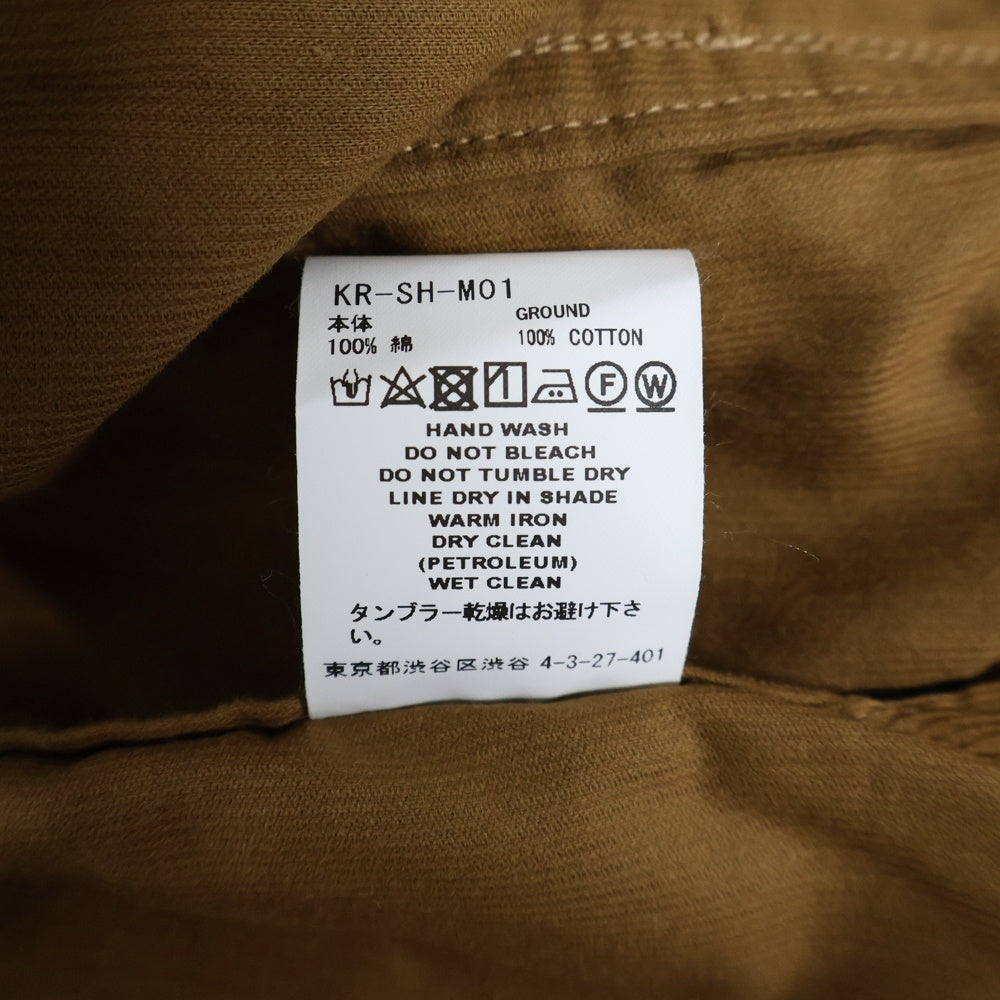 KR-SH-M01
本体 GROUND
100% 綿 100% COTTON
F W
HAND WASH
DO NOT BLEACH
DO NOT TUMBLE DRY
LINE DRY IN SHADE
WARM IRON
DRY CLEAN
(PETROLEUM)
WET CLEAN
タンブラー乾燥はお避け下さ
い。
東京都渋谷区渋谷 4-3-27-401